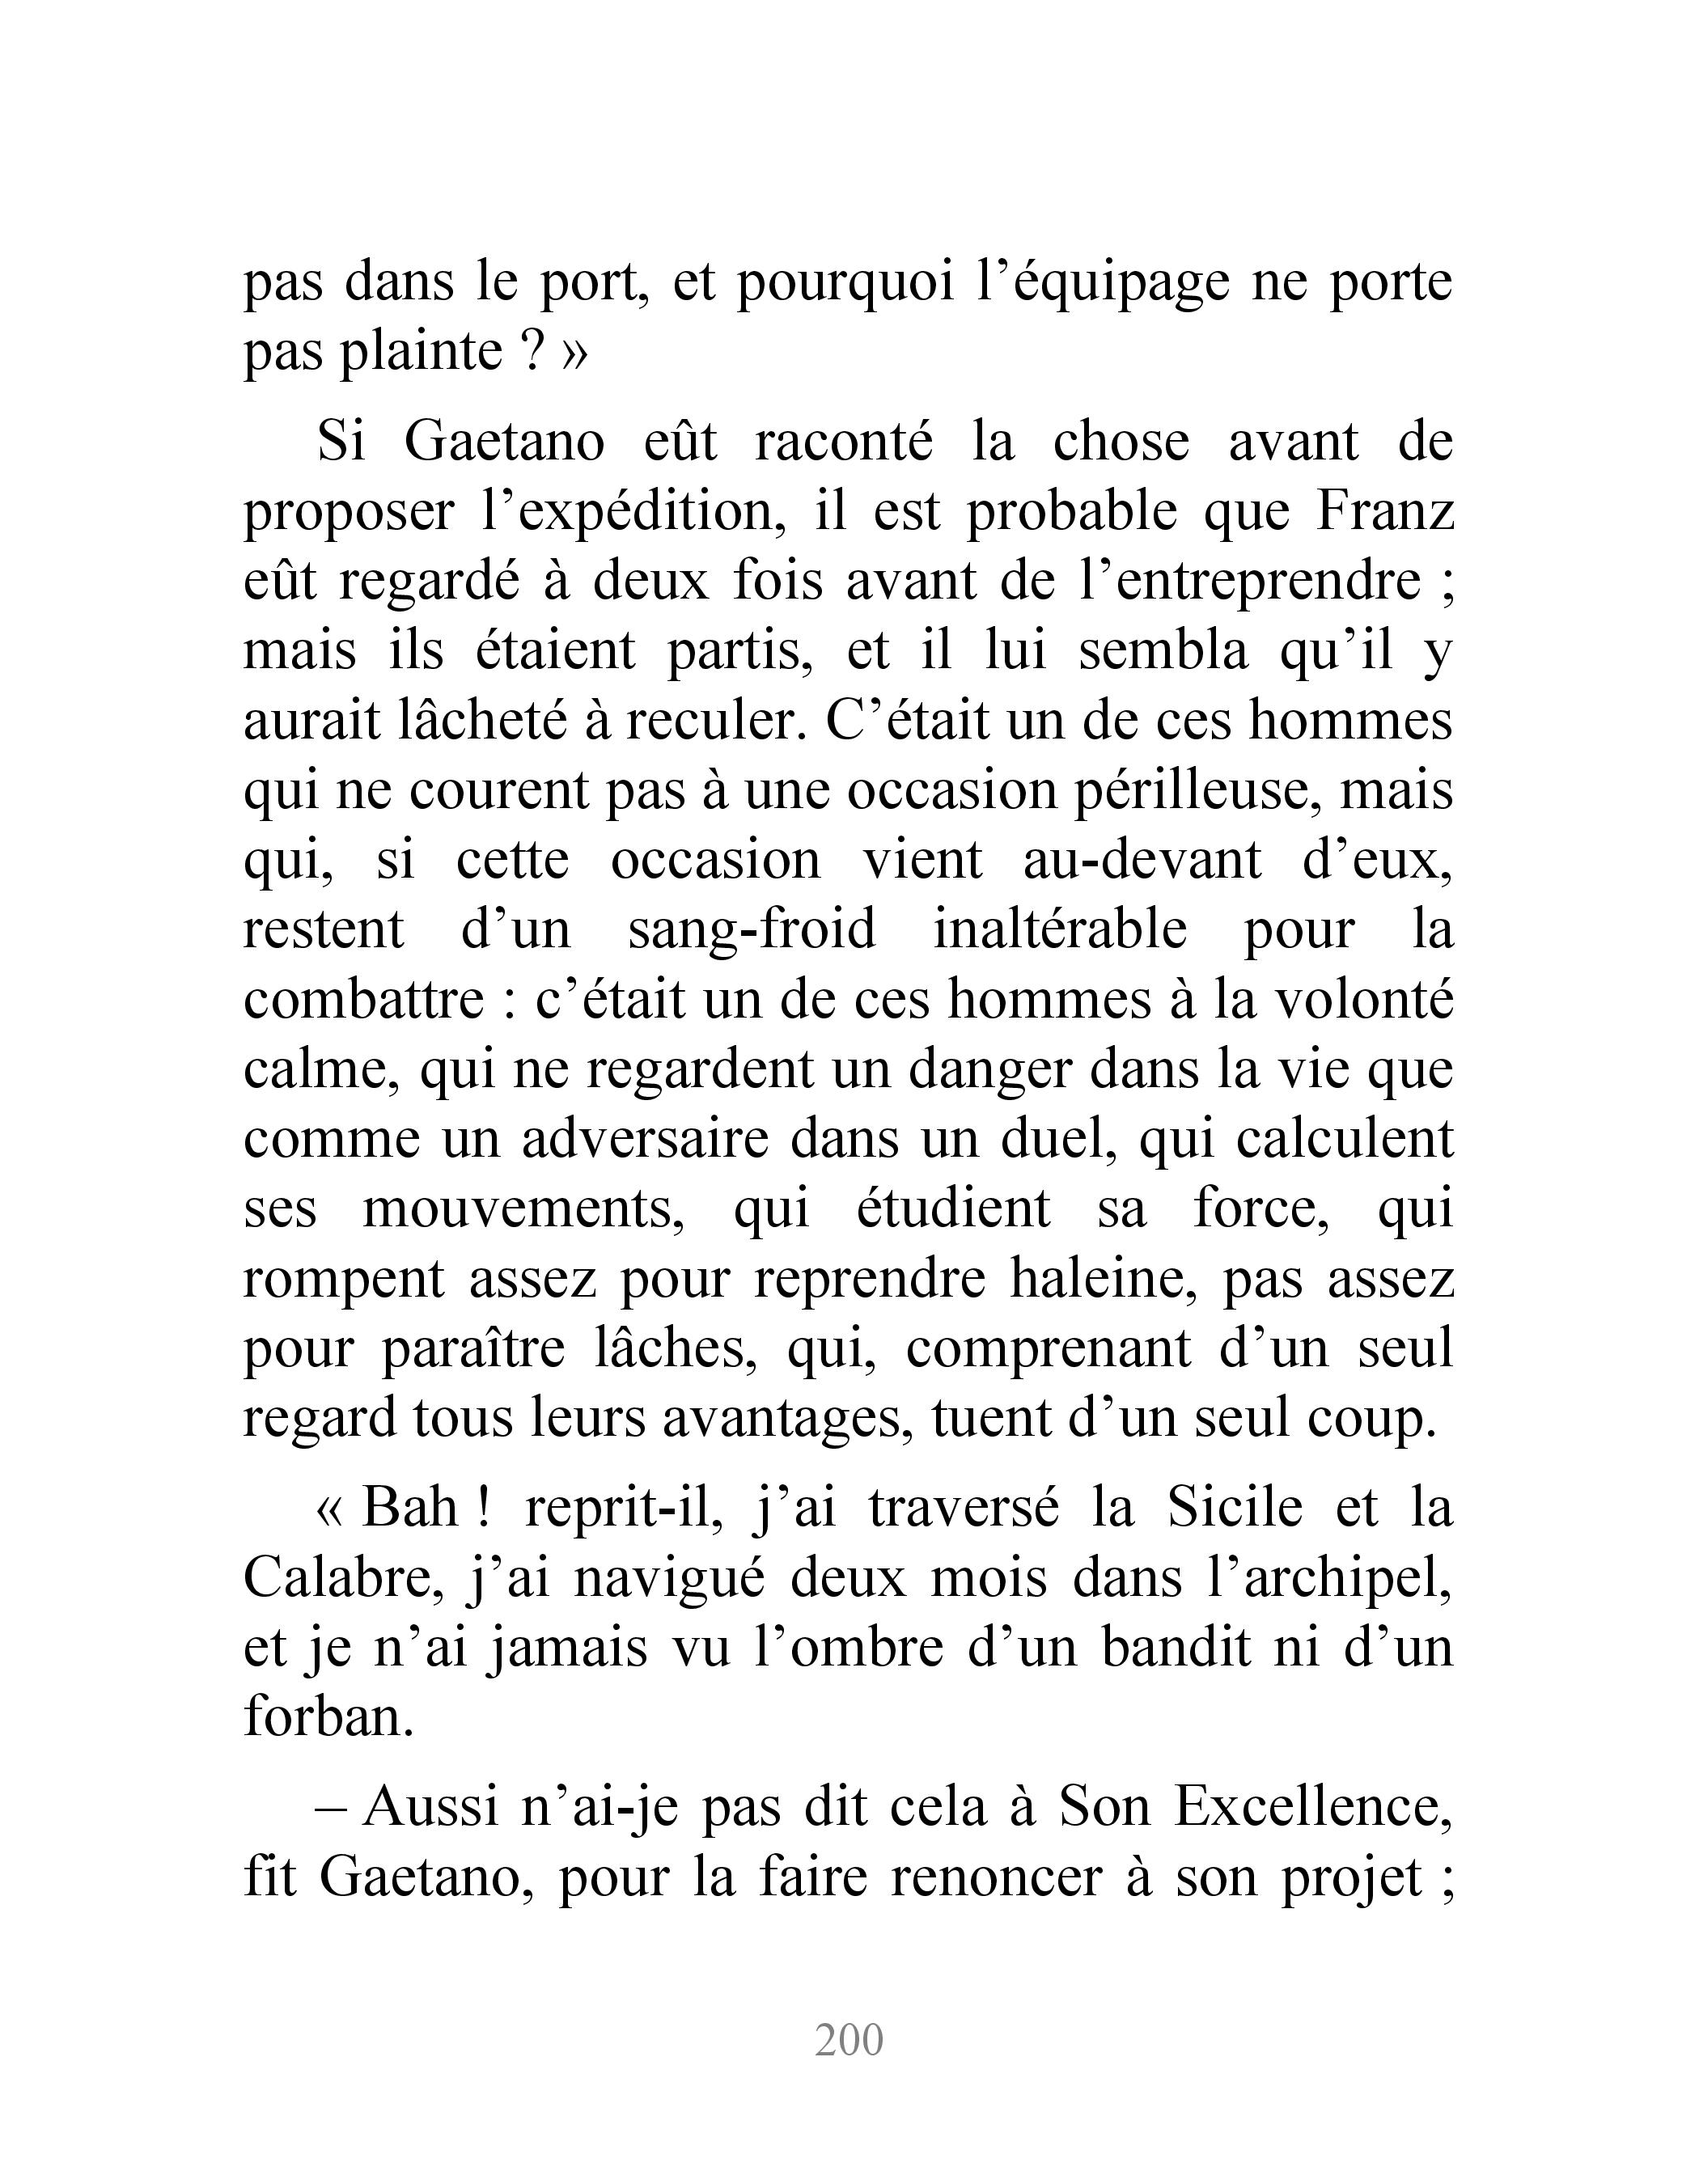 pas dans le port, et pourquoi l’équipage ne porte
pas plainte ? »
Si Gaetano eût raconté la chose avant de
proposer l’expédition, il est probable que Franz
eût regardé à deux fois avant de l’entreprendre ;
mais ils étaient partis, et il lui sembla qu’il y
aurait lâcheté à reculer. C’était un de ces hommes
qui ne courent pas à une occasion périlleuse, mais
qui, si cette occasion vient au-devant d’eux,
restent d’un sang-froid inaltérable pour la
combattre : c’était un de ces hommes à la volonté
calme, qui ne regardent un danger dans la vie que
comme un adversaire dans un duel, qui calculent
ses mouvements, qui étudient sa force, qui
rompent assez pour reprendre haleine, pas assez
pour paraître lâches, qui, comprenant d’un seul
regard tous leurs avantages, tuent d’un seul coup.
« Bah ! reprit-il, j’ai traversé la Sicile et la
Calabre, j’ai navigué deux mois dans l’archipel,
et je n’ai jamais vu l’ombre d’un bandit ni d’un
forban.
– Aussi n’ai-je pas dit cela à Son Excellence,
fit Gaetano, pour la faire renoncer à son projet ;
200